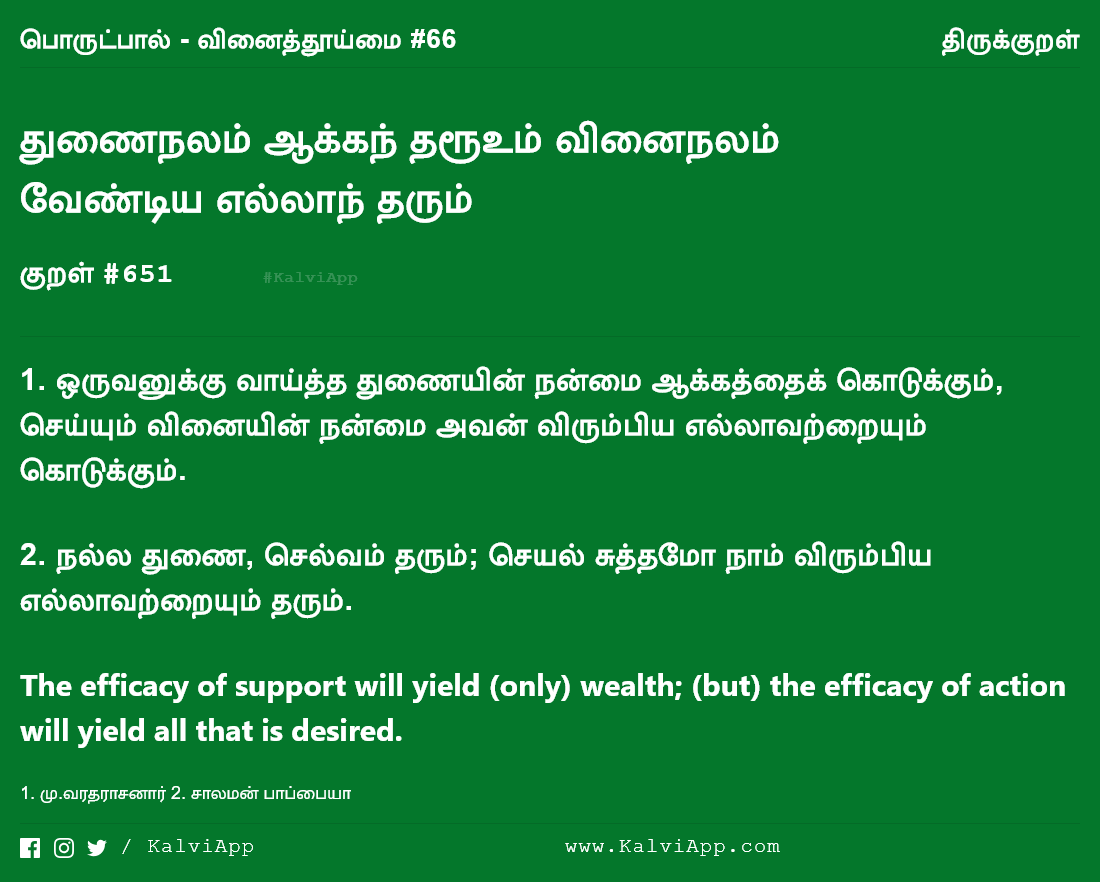 பொருட்பால் - வினைத்தூய்மை #66 திருக்குறள்
துணைநலம் ஆக்கந் தரூஉம் வினைநலம்
வேண்டிய எல்லாந் தரும்
குறள் #651 #KalviApp
1. ஒருவனுக்கு வாய்த்த துணையின் நன்மை ஆக்கத்தைக் கொடுக்கும்,
செய்யும் வினையின் நன்மை அவன் விரும்பிய எல்லாவற்றையும்
கொடுக்கும்.
2. நல்ல துணை, செல்வம் தரும்; செயல் சுத்தமோ நாம் விரும்பிய
எல்லாவற்றையும் தரும்.
The efficacy of support will yield (only) wealth; (but) the efficacy of action
will yield all that is desired.
1. மு.வரதராசனார் 2. சாலமன் பாப்பையா
/ KalviApp www.KalviApp.com